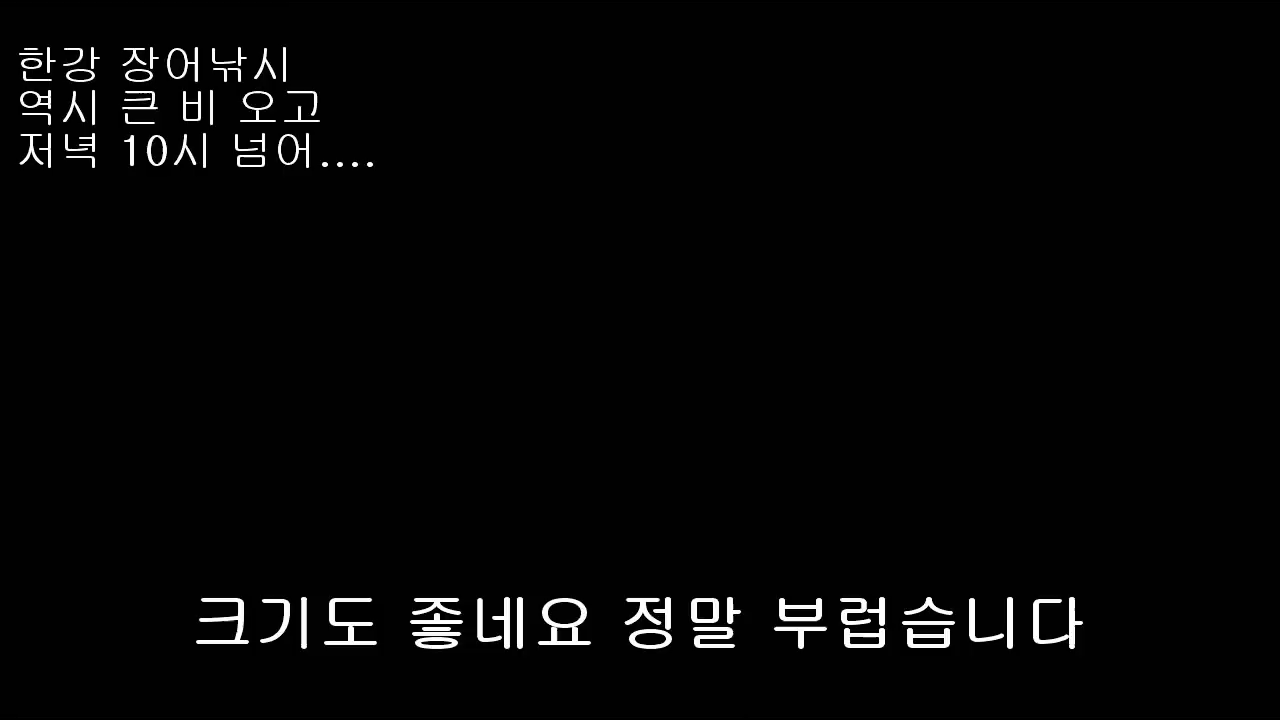 한강 장어낚시
역시 큰 비 오고
저녁 10시 넘어....
크기도 좋네요 정말 부럽습니다